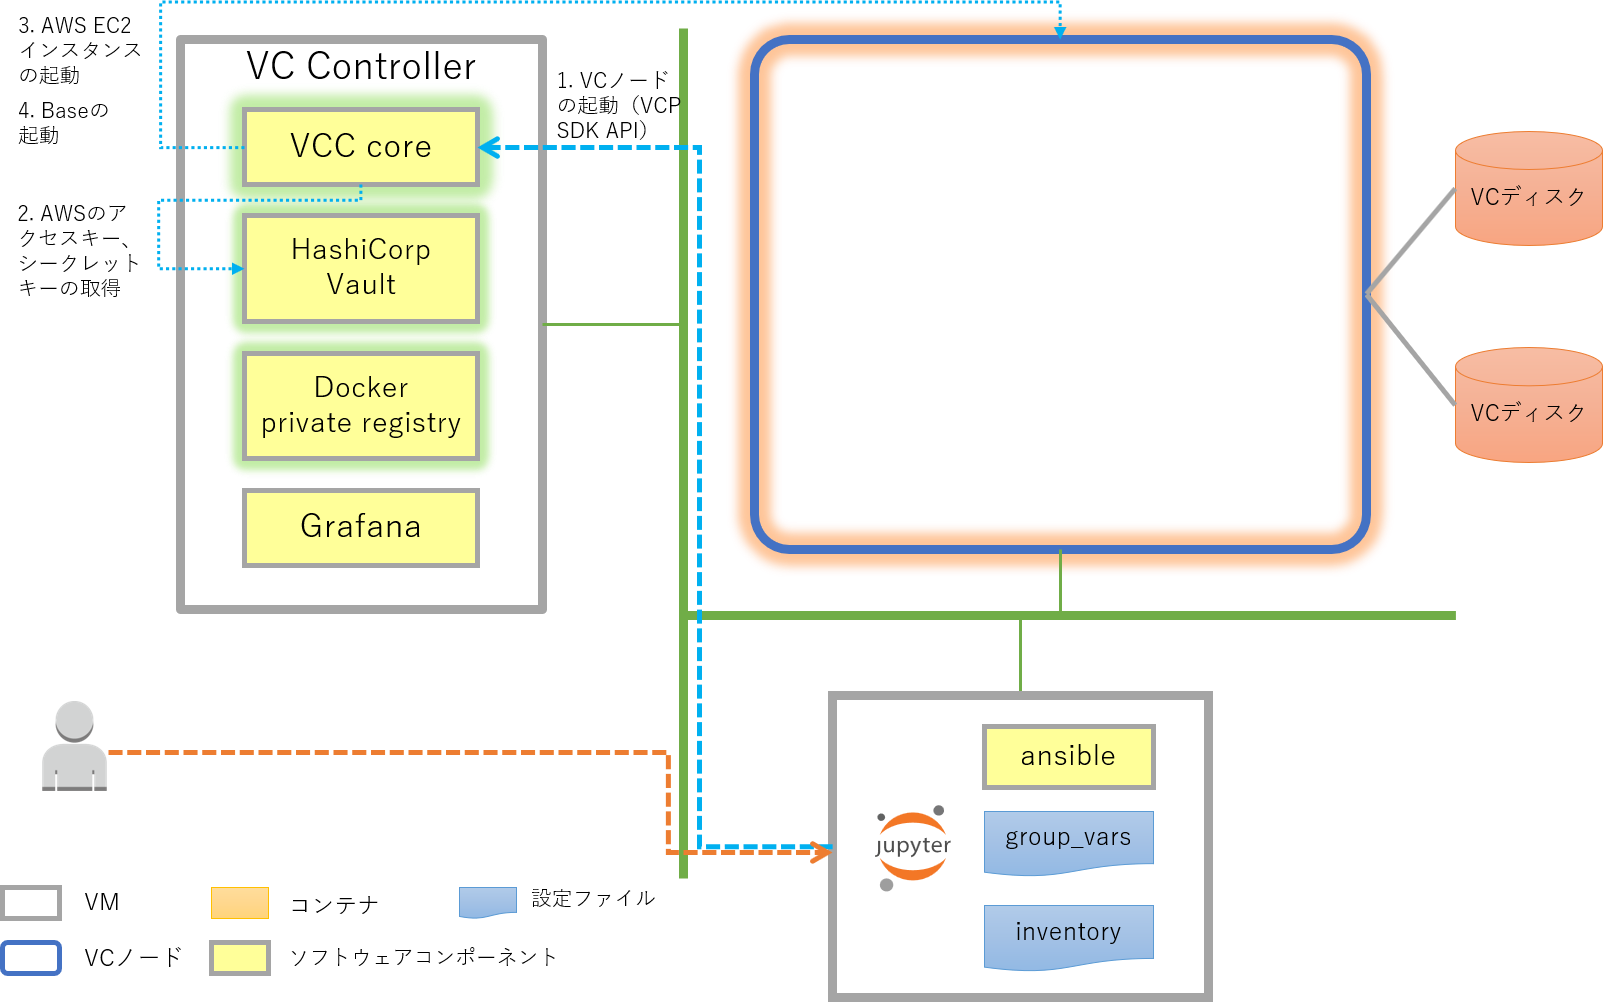 3. AWS EC2
インスタンス
の起動
4. Baseの
起動
2. AWSのア
クセスキー、
シークレット
キーの取得
VC Controller
VCC core
HashiCorp
Vault
Docker
private registry
Grafana
1. VCノード
の起動（VCP
SDK API）
VCディスク
VCディスク
ansible
jupyter
group_vars
inventory
VM
コンテナ
設定ファイル
VCノード
ソフトウェアコンポーネント